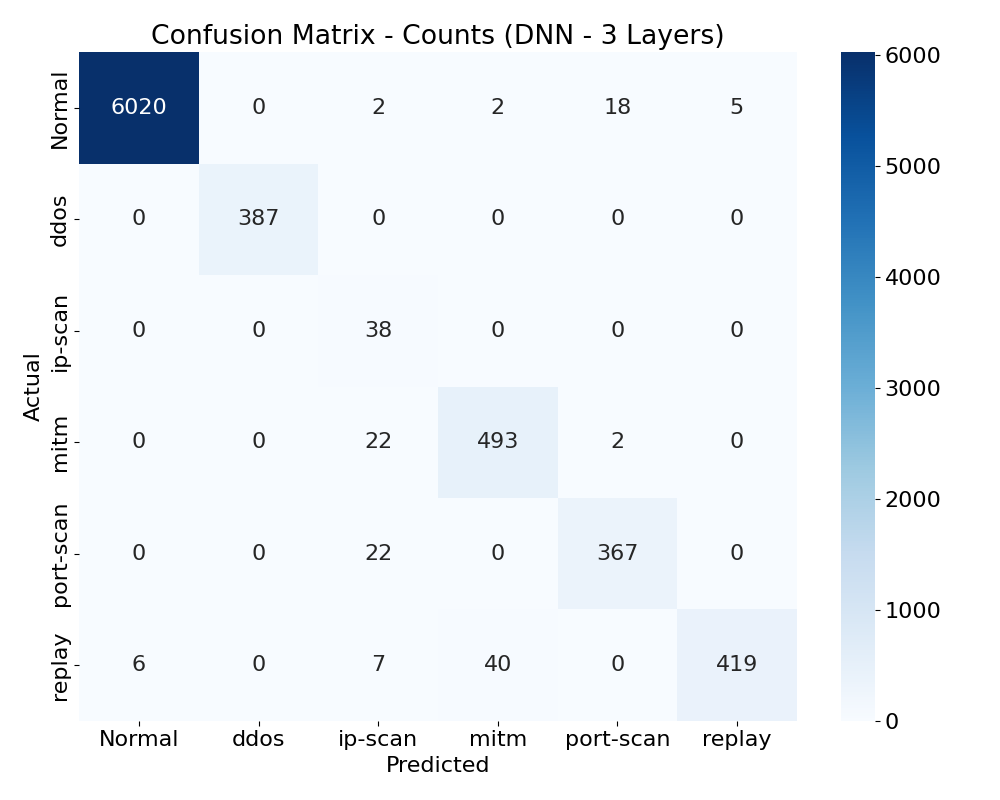 Confusion Matrix - Counts (DNN - 3 Layers)
Actual
Normal 6020 0 2 2 18 5
ddos 0 387 0 0 0 0
ip-scan 0 0 38 0 0 0
mitm 0 0 22 493 2 0
port-scan 0 0 22 0 367 0
replay 6 0 7 40 0 419
Normal ddos ip-scan mitm port-scan replay
Predicted
6000
5000
4000
3000
2000
1000
0